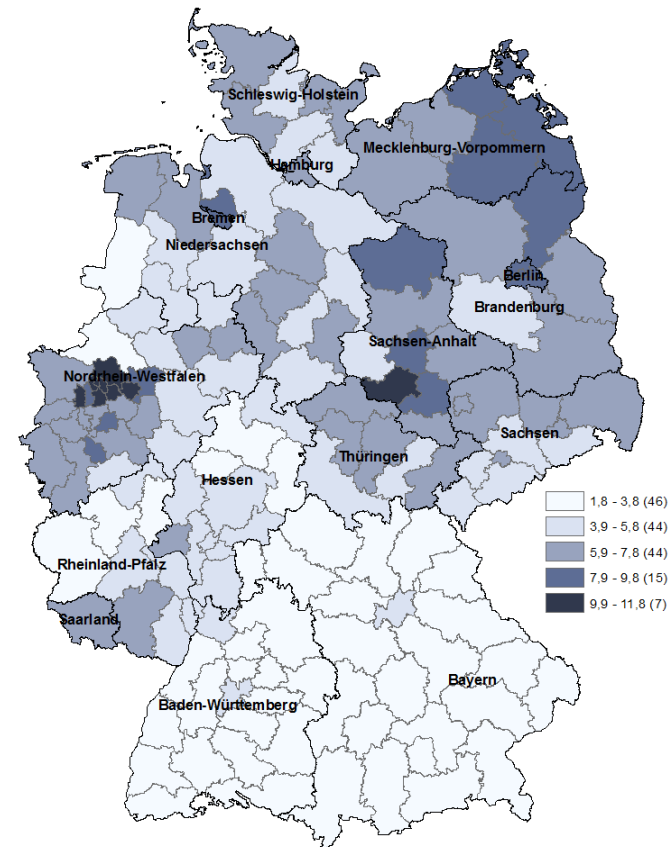 Schleswig-Holstein
Mecklenburg-Vorpommern
Hamburg
Bremen
Niedersachsen
Berlin
Brandenburg
Sachsen-Anhalt
Nordrhein-Westfalen
Sachsen
Thüringen
Hessen
1,8 - 3,8 (46)
3,9 - 5,8 (44)
5,9 - 7,8 (44)
7,9 - 9,8 (15)
9,9 - 11,8 (7)
Rheinland-Pfalz
Saarland
Bayern
Baden-Württemberg